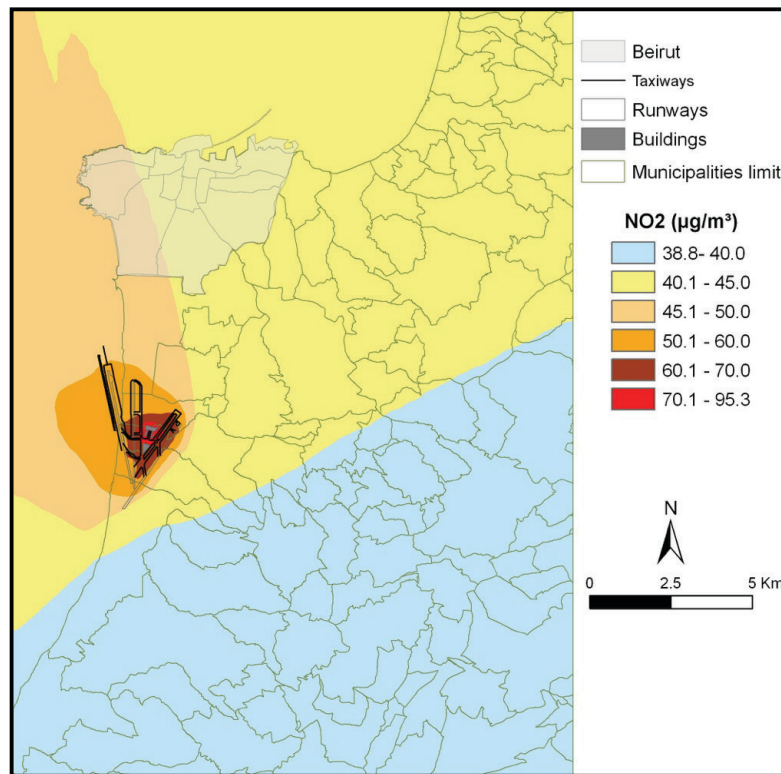 Beirut
Taxiways
Runways
Buildings
Municipalities limit
NO2 (µg/m³)
38.8- 40.0
40.1 - 45.0
45.1 - 50.0
50.1 - 60.0
60.1 - 70.0
70.1 - 95.3
N
0 2.5 5 Km